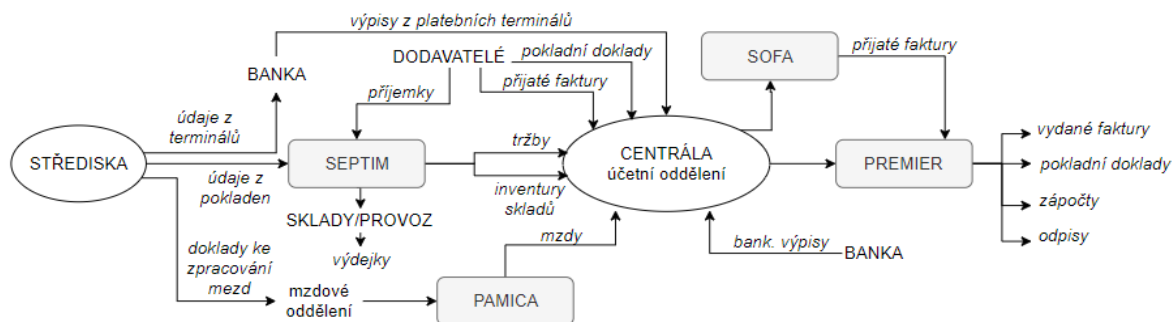 výpisy z platebních terminálů
DODAVATELÉ
pokladní doklady
SOFA
přijaté faktury
BANKA
přijaté faktury
příjemky
údaje z
terminálů
STŘEDISKA
SEPTIM
tržby
CENTRÁLA
účetní oddělení
PREMIER
vydané faktury
pokladní doklady
zápočty
odpisy
údaje z
pokladen
inventury
skladů
SKLADY/PROVOZ
výdejky
doklady ke
zpracování
mezd
mzdy
bank. výpisy
BANKA
mzdové
oddělení
PAMICA